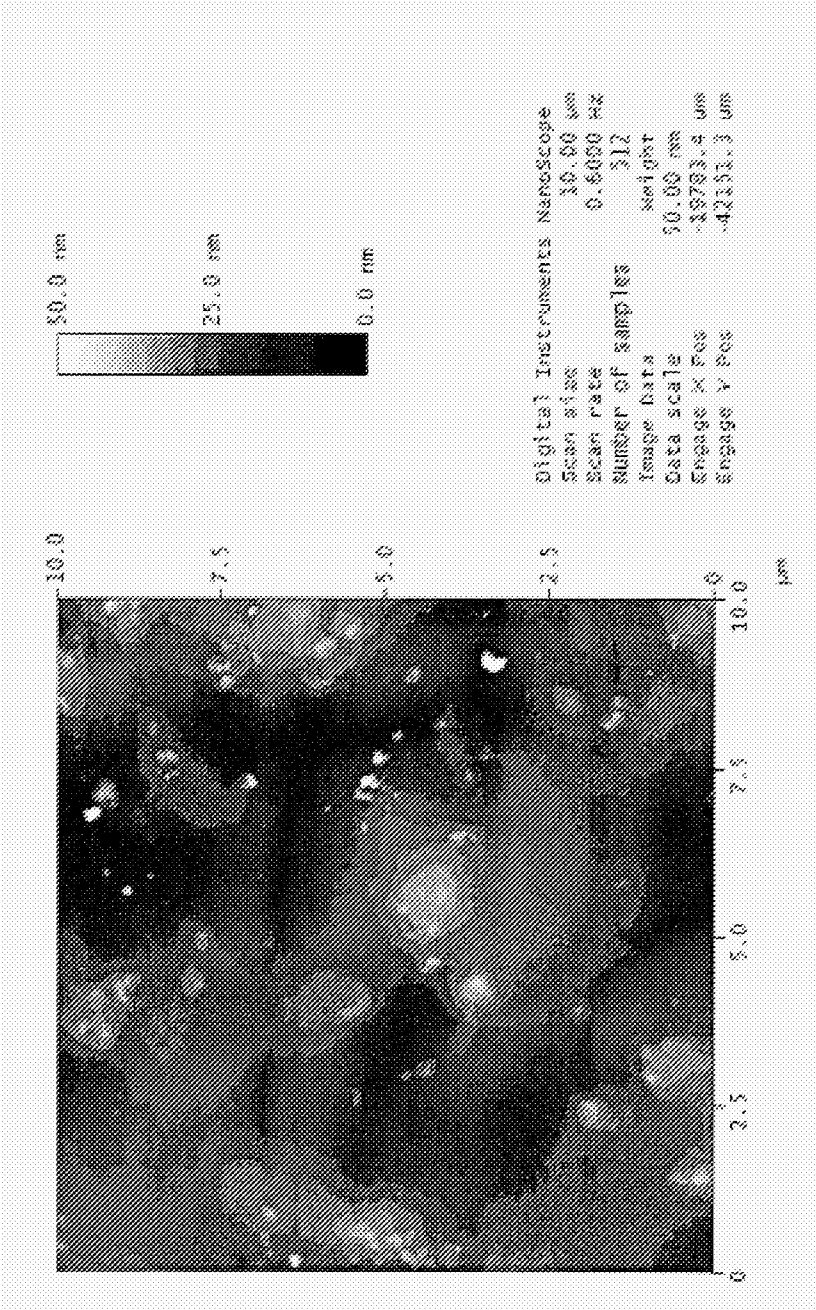 50.0 nm
25.0 nm
0.0 nm
Digital Instruments NanoScope
Scan size 10.00 µm
Scan rate 0.6000 Hz
Number of samples 512
Image Data Height
Data scale 50.00 nm
Engage X Pos -19783.4 um
Engage Y Pos -42151.3 um
10.0
7.5
5.0
2.5
0
0
2.5
5.0
7.5
10.0
µm